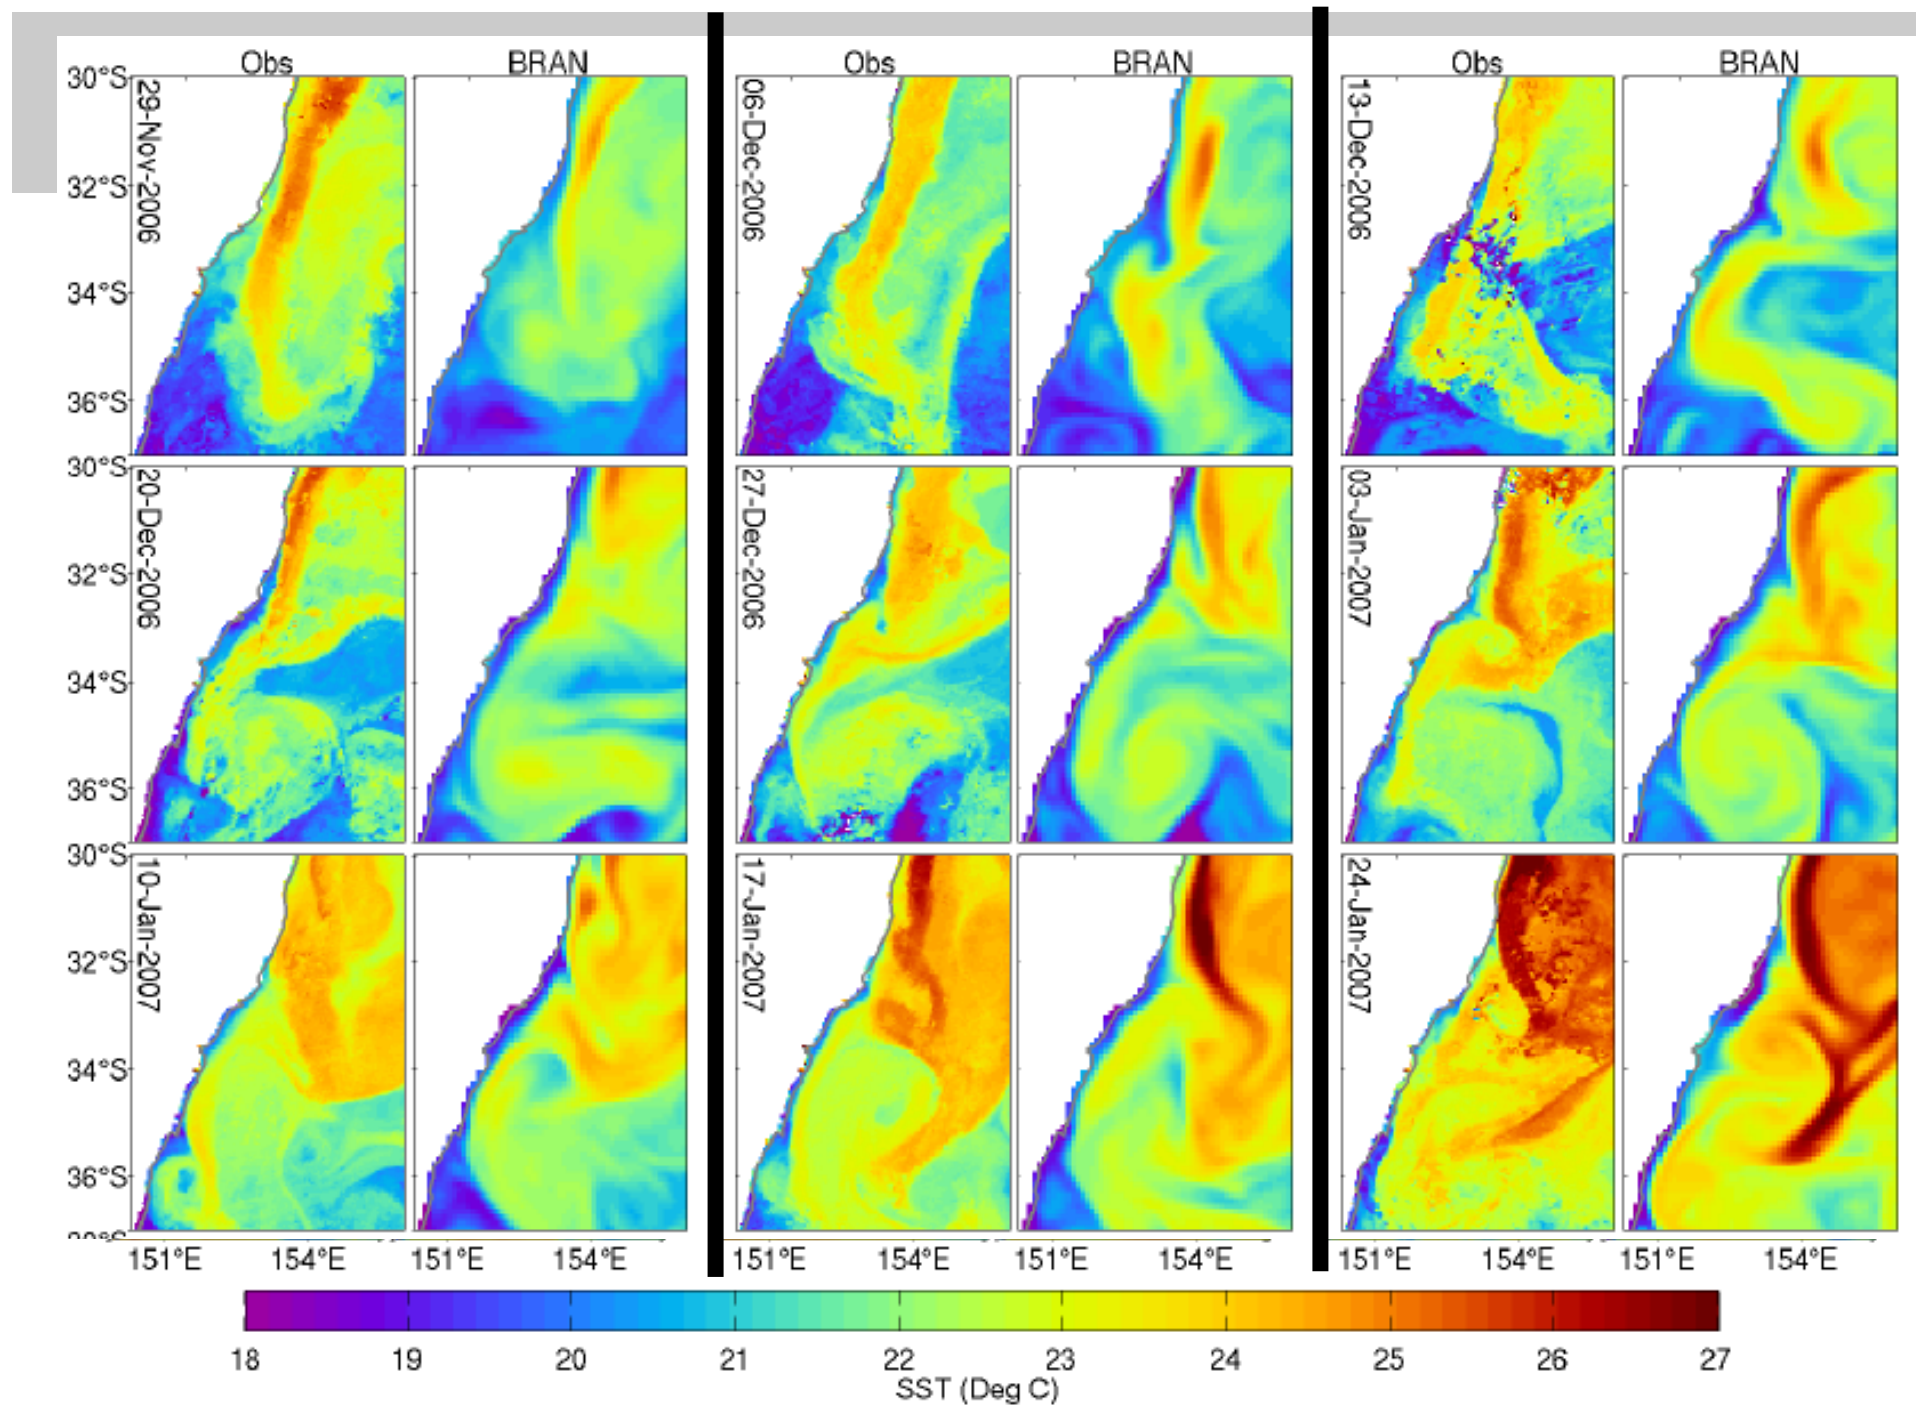 Obs BRAN Obs BRAN Obs BRAN
30°S
32°S
34°S
36°S
29-Nov-2006
06-Dec-2006
13-Dec-2006
30°S
32°S
34°S
36°S
20-Dec-2006
27-Dec-2006
03-Jan-2007
30°S
32°S
34°S
36°S
10-Jan-2007
17-Jan-2007
24-Jan-2007
151°E 154°E 151°E 154°E 151°E 154°E 151°E 154°E 151°E 154°E 151°E 154°E
18 19 20 21 22 23 24 25 26 27
SST (Deg C)